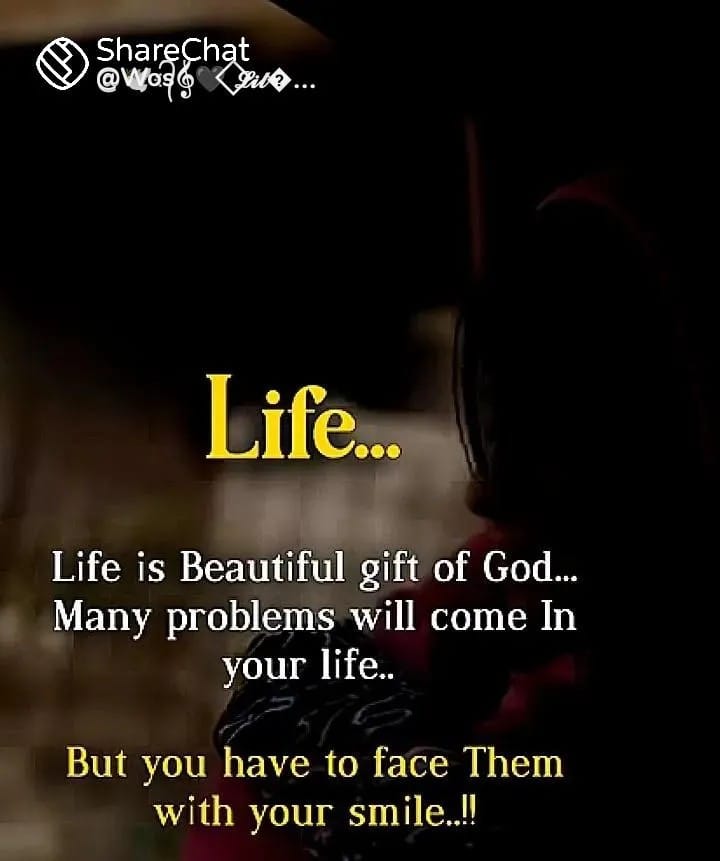 ShareChat
Life...
Life is Beautiful gift of God...
Many problems will come In
your life..
But you have to face Them
with your smile..!!